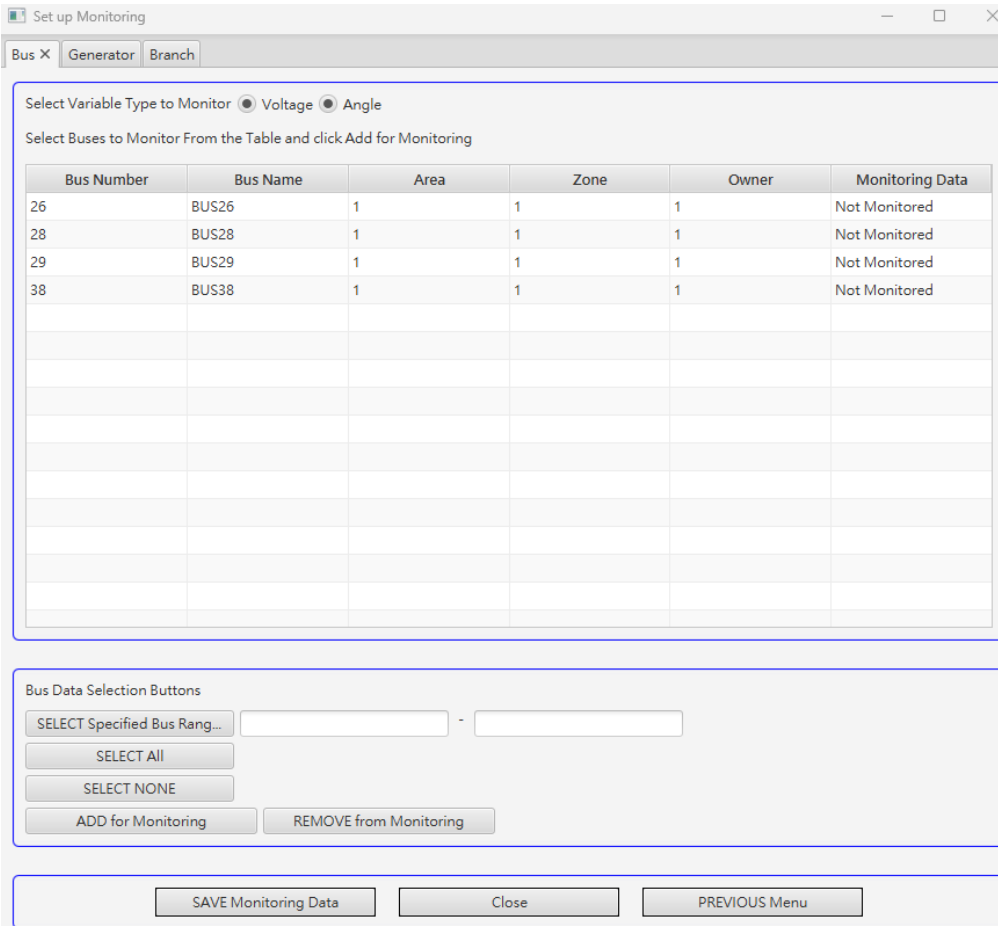 Set up Monitoring
Bus Generator Branch
Select Variable Type to Monitor Voltage Angle
Select Buses to Monitor From the Table and click Add for Monitoring
Bus Number Bus Name Area Zone Owner Monitoring Data
26 BUS26 1 1 1 Not Monitored
28 BUS28 1 1 1 Not Monitored
29 BUS29 1 1 1 Not Monitored
38 BUS38 1 1 1 Not Monitored
Bus Data Selection Buttons
SELECT Specified Bus Rang... -
SELECT All
SELECT NONE
ADD for Monitoring REMOVE from Monitoring
SAVE Monitoring Data Close PREVIOUS Menu